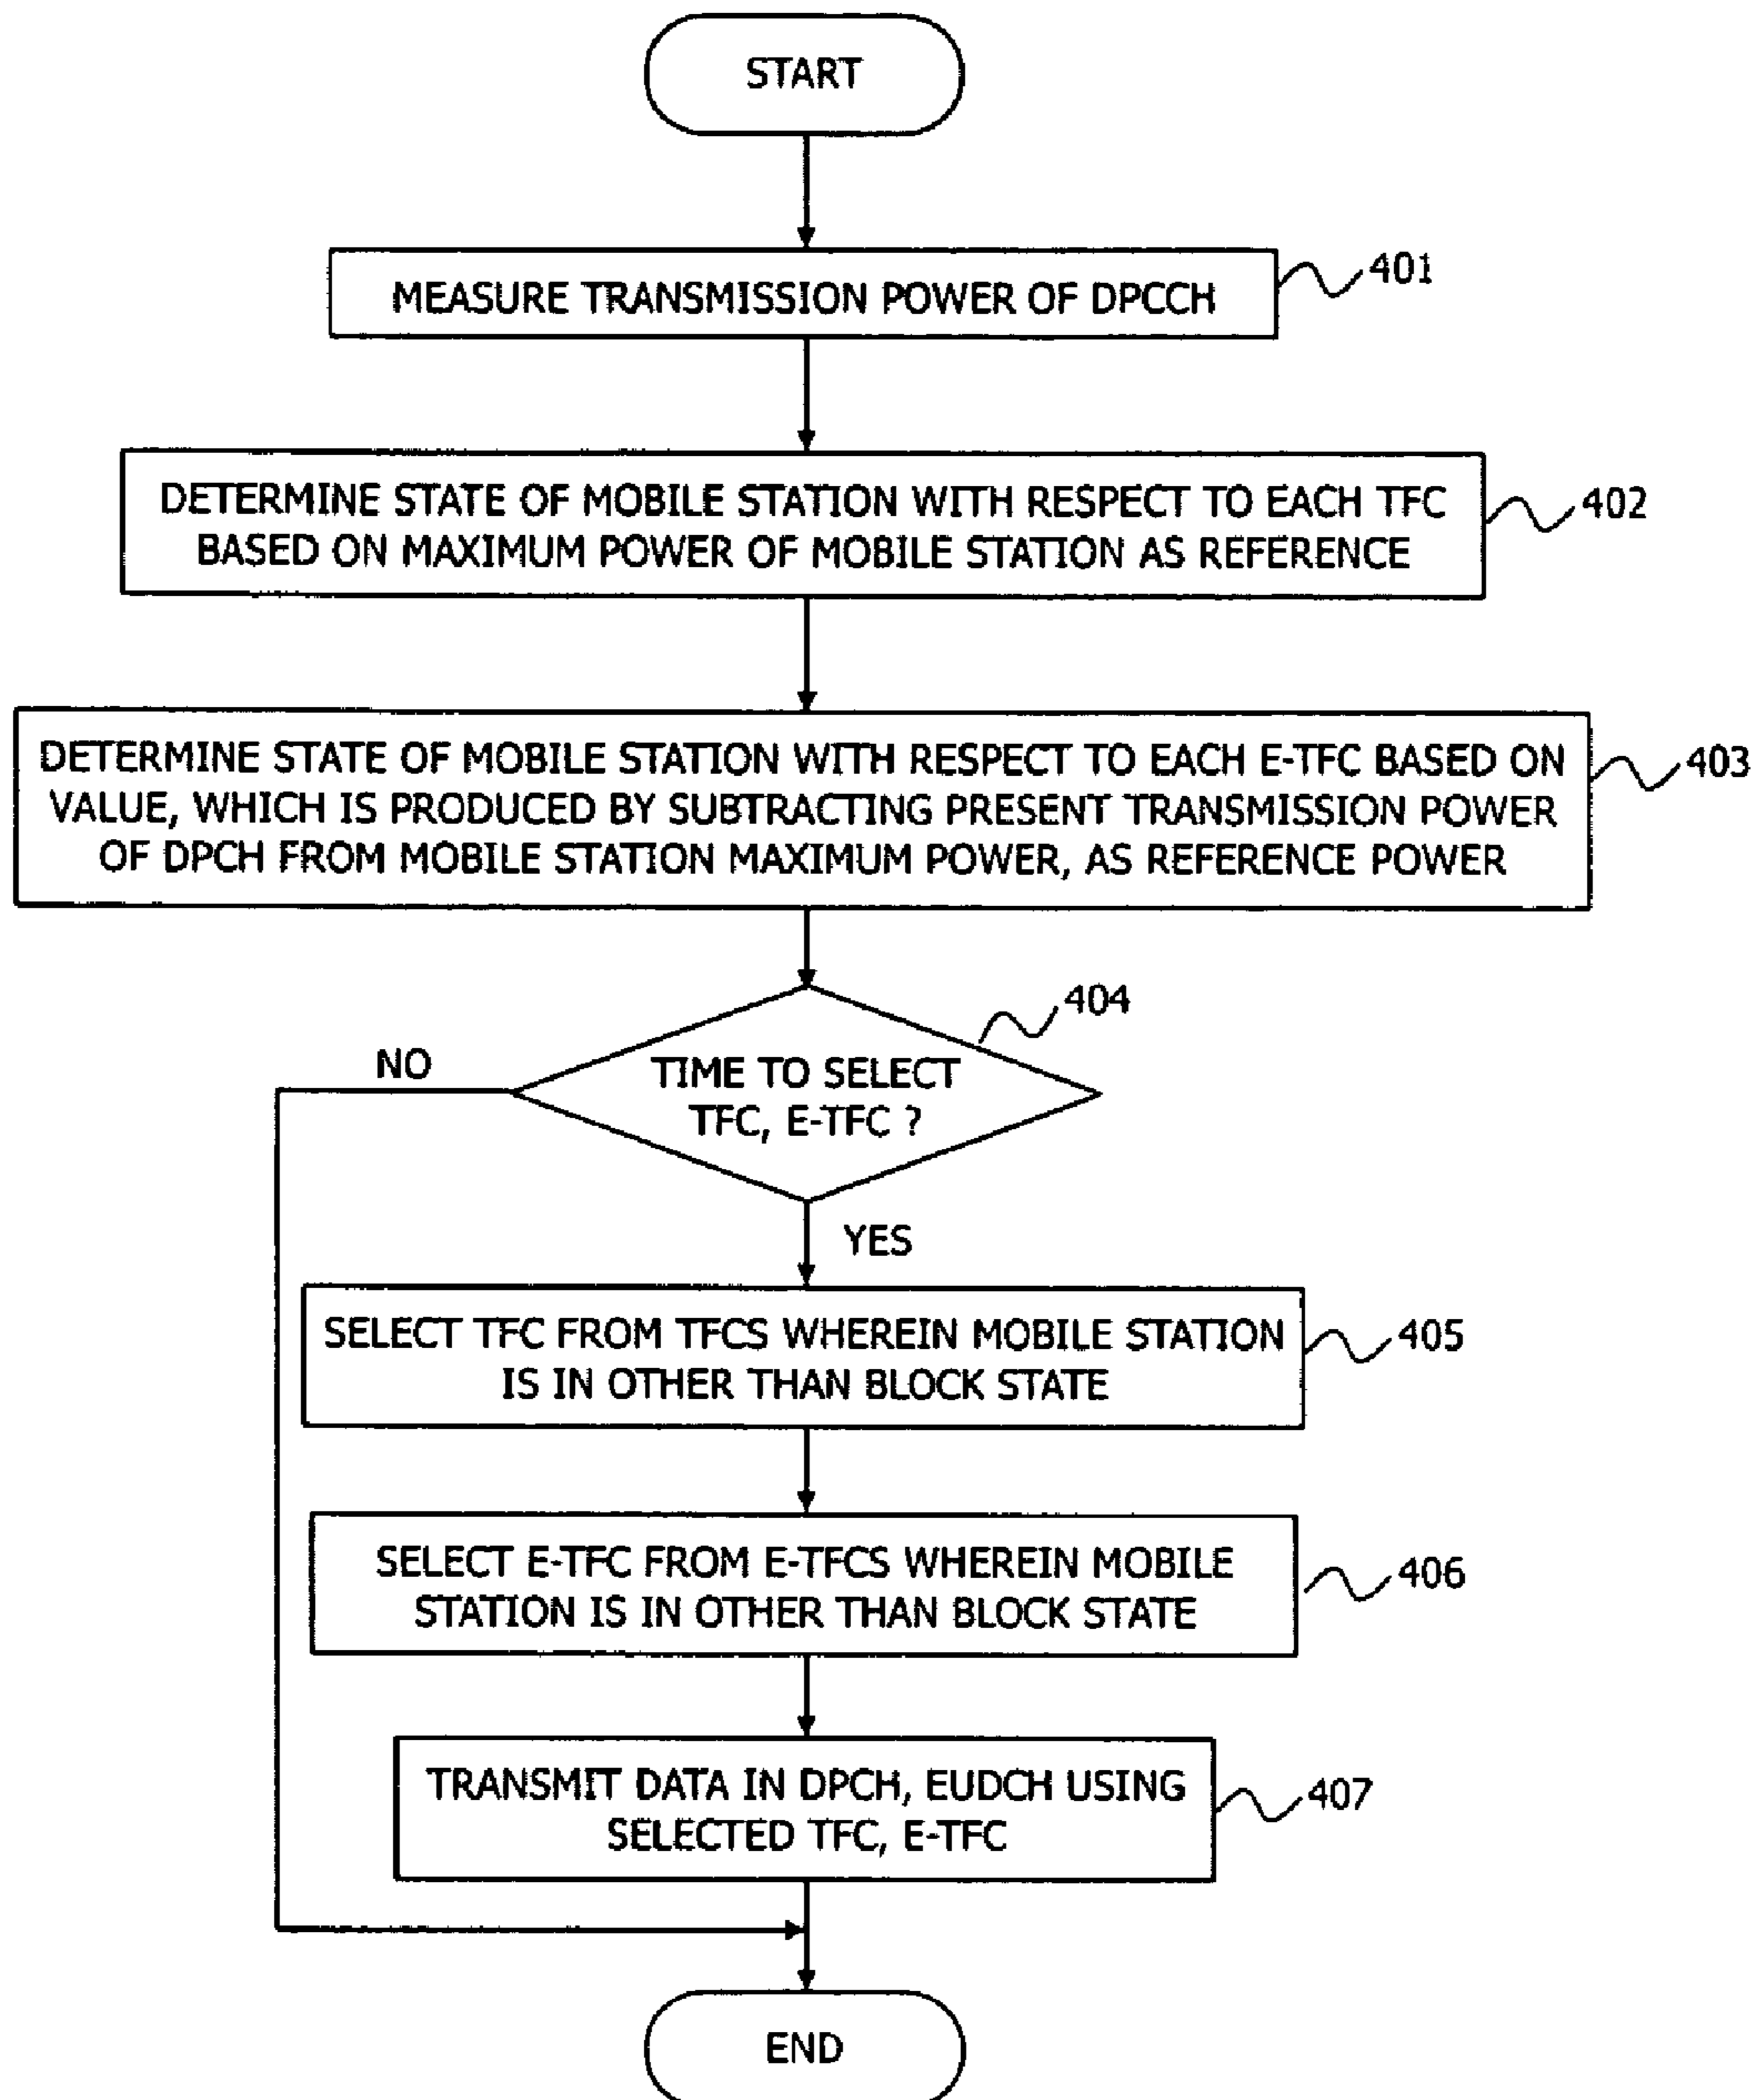 START
MEASURE TRANSMISSION POWER OF DPCCH
401
DETERMINE STATE OF MOBILE STATION WITH RESPECT TO EACH TFC
BASED ON MAXIMUM POWER OF MOBILE STATION AS REFERENCE
402
DETERMINE STATE OF MOBILE STATION WITH RESPECT TO EACH E-TFC BASED ON
VALUE, WHICH IS PRODUCED BY SUBTRACTING PRESENT TRANSMISSION POWER
OF DPCH FROM MOBILE STATION MAXIMUM POWER, AS REFERENCE POWER
403
404
NO
TIME TO SELECT
TFC, E-TFC ?
YES
SELECT TFC FROM TFCS WHEREIN MOBILE STATION
IS IN OTHER THAN BLOCK STATE
405
SELECT E-TFC FROM E-TFCS WHEREIN MOBILE
STATION IS IN OTHER THAN BLOCK STATE
406
TRANSMIT DATA IN DPCH, EUDCH USING
SELECTED TFC, E-TFC
407
END